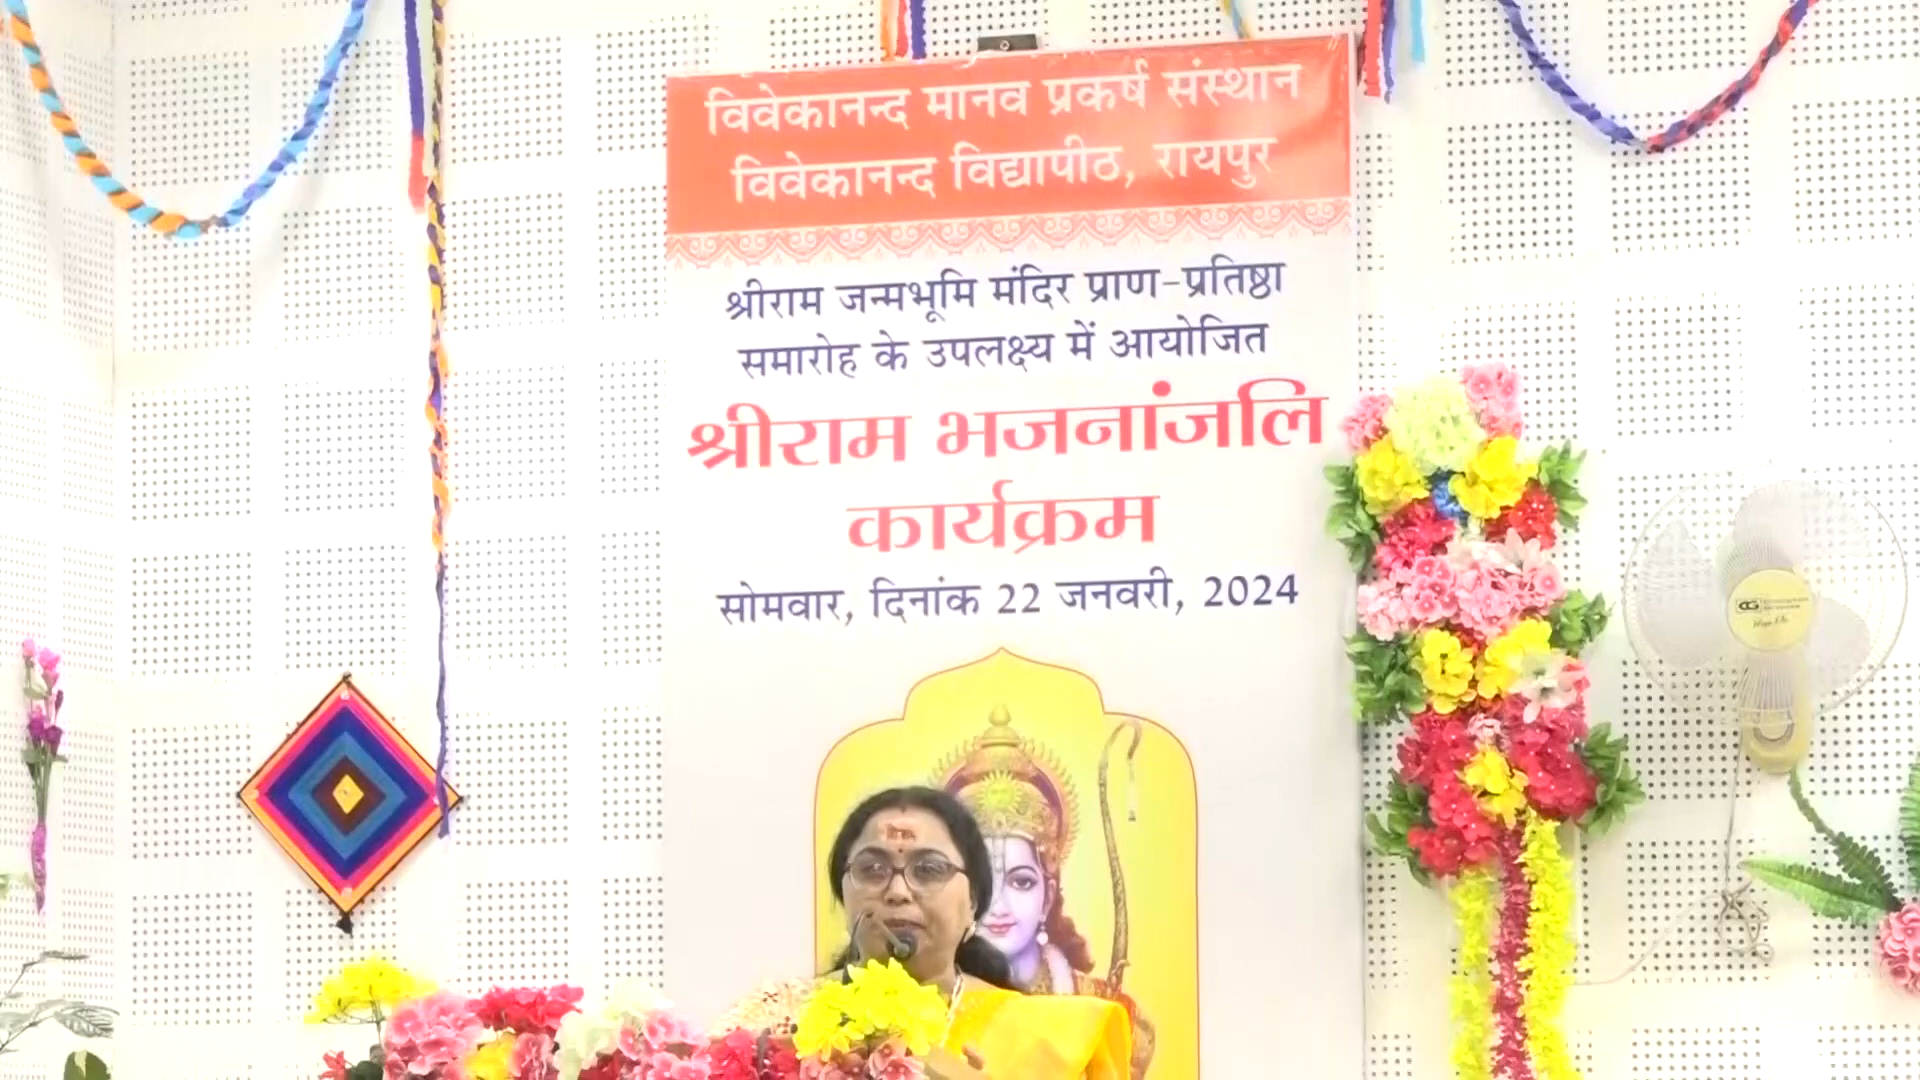 विवेकानन्द मानव प्रकर्ष संस्थान
विवेकानन्द विद्यापीठ, रायपुर
श्रीराम जन्मभूमि मंदिर प्राण-प्रतिष्ठा
समारोह के उपलक्ष्य में आयोजित
श्रीराम भजनांजलि
कार्यक्रम
सोमवार, दिनांक 22 जनवरी, 2024